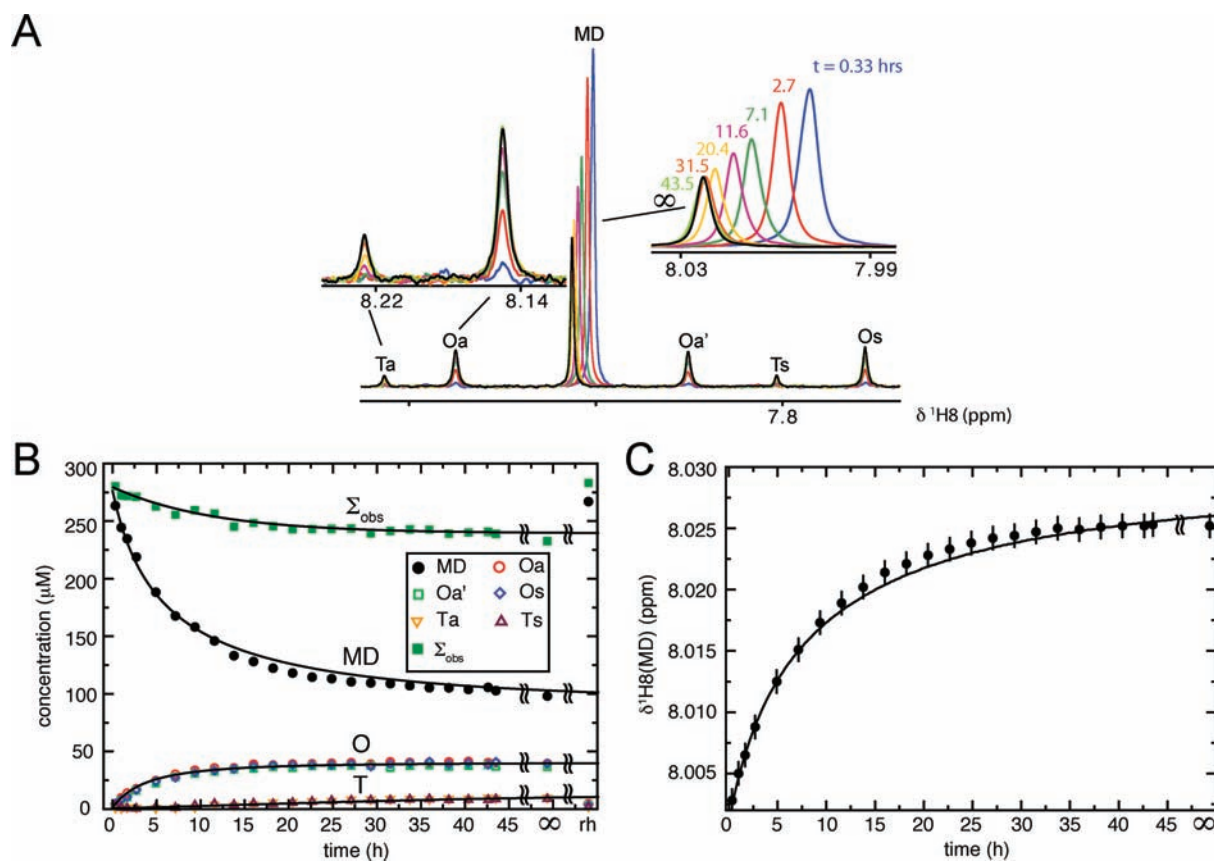 A
MD
t = 0.33 hrs
2.7
7.1
11.6
20.4
31.5
43.5
∞
8.03
7.99
8.22
8.14
Ta
Oa
Oa'
Ts
Os
7.8
δ ¹H8 (ppm)
B
300
250
200
150
100
50
0
concentration (μM)
Σobs
MD
Oa
Oa'
Os
Ta
Ts
Σobs
MD
O
T
0 5 10 15 20 25 30 35 40 45 ∞ rh
time (h)
C
8.030
8.025
8.020
8.015
8.010
8.005
δ¹H8(MD) (ppm)
0 5 10 15 20 25 30 35 40 45 ∞
time (h)